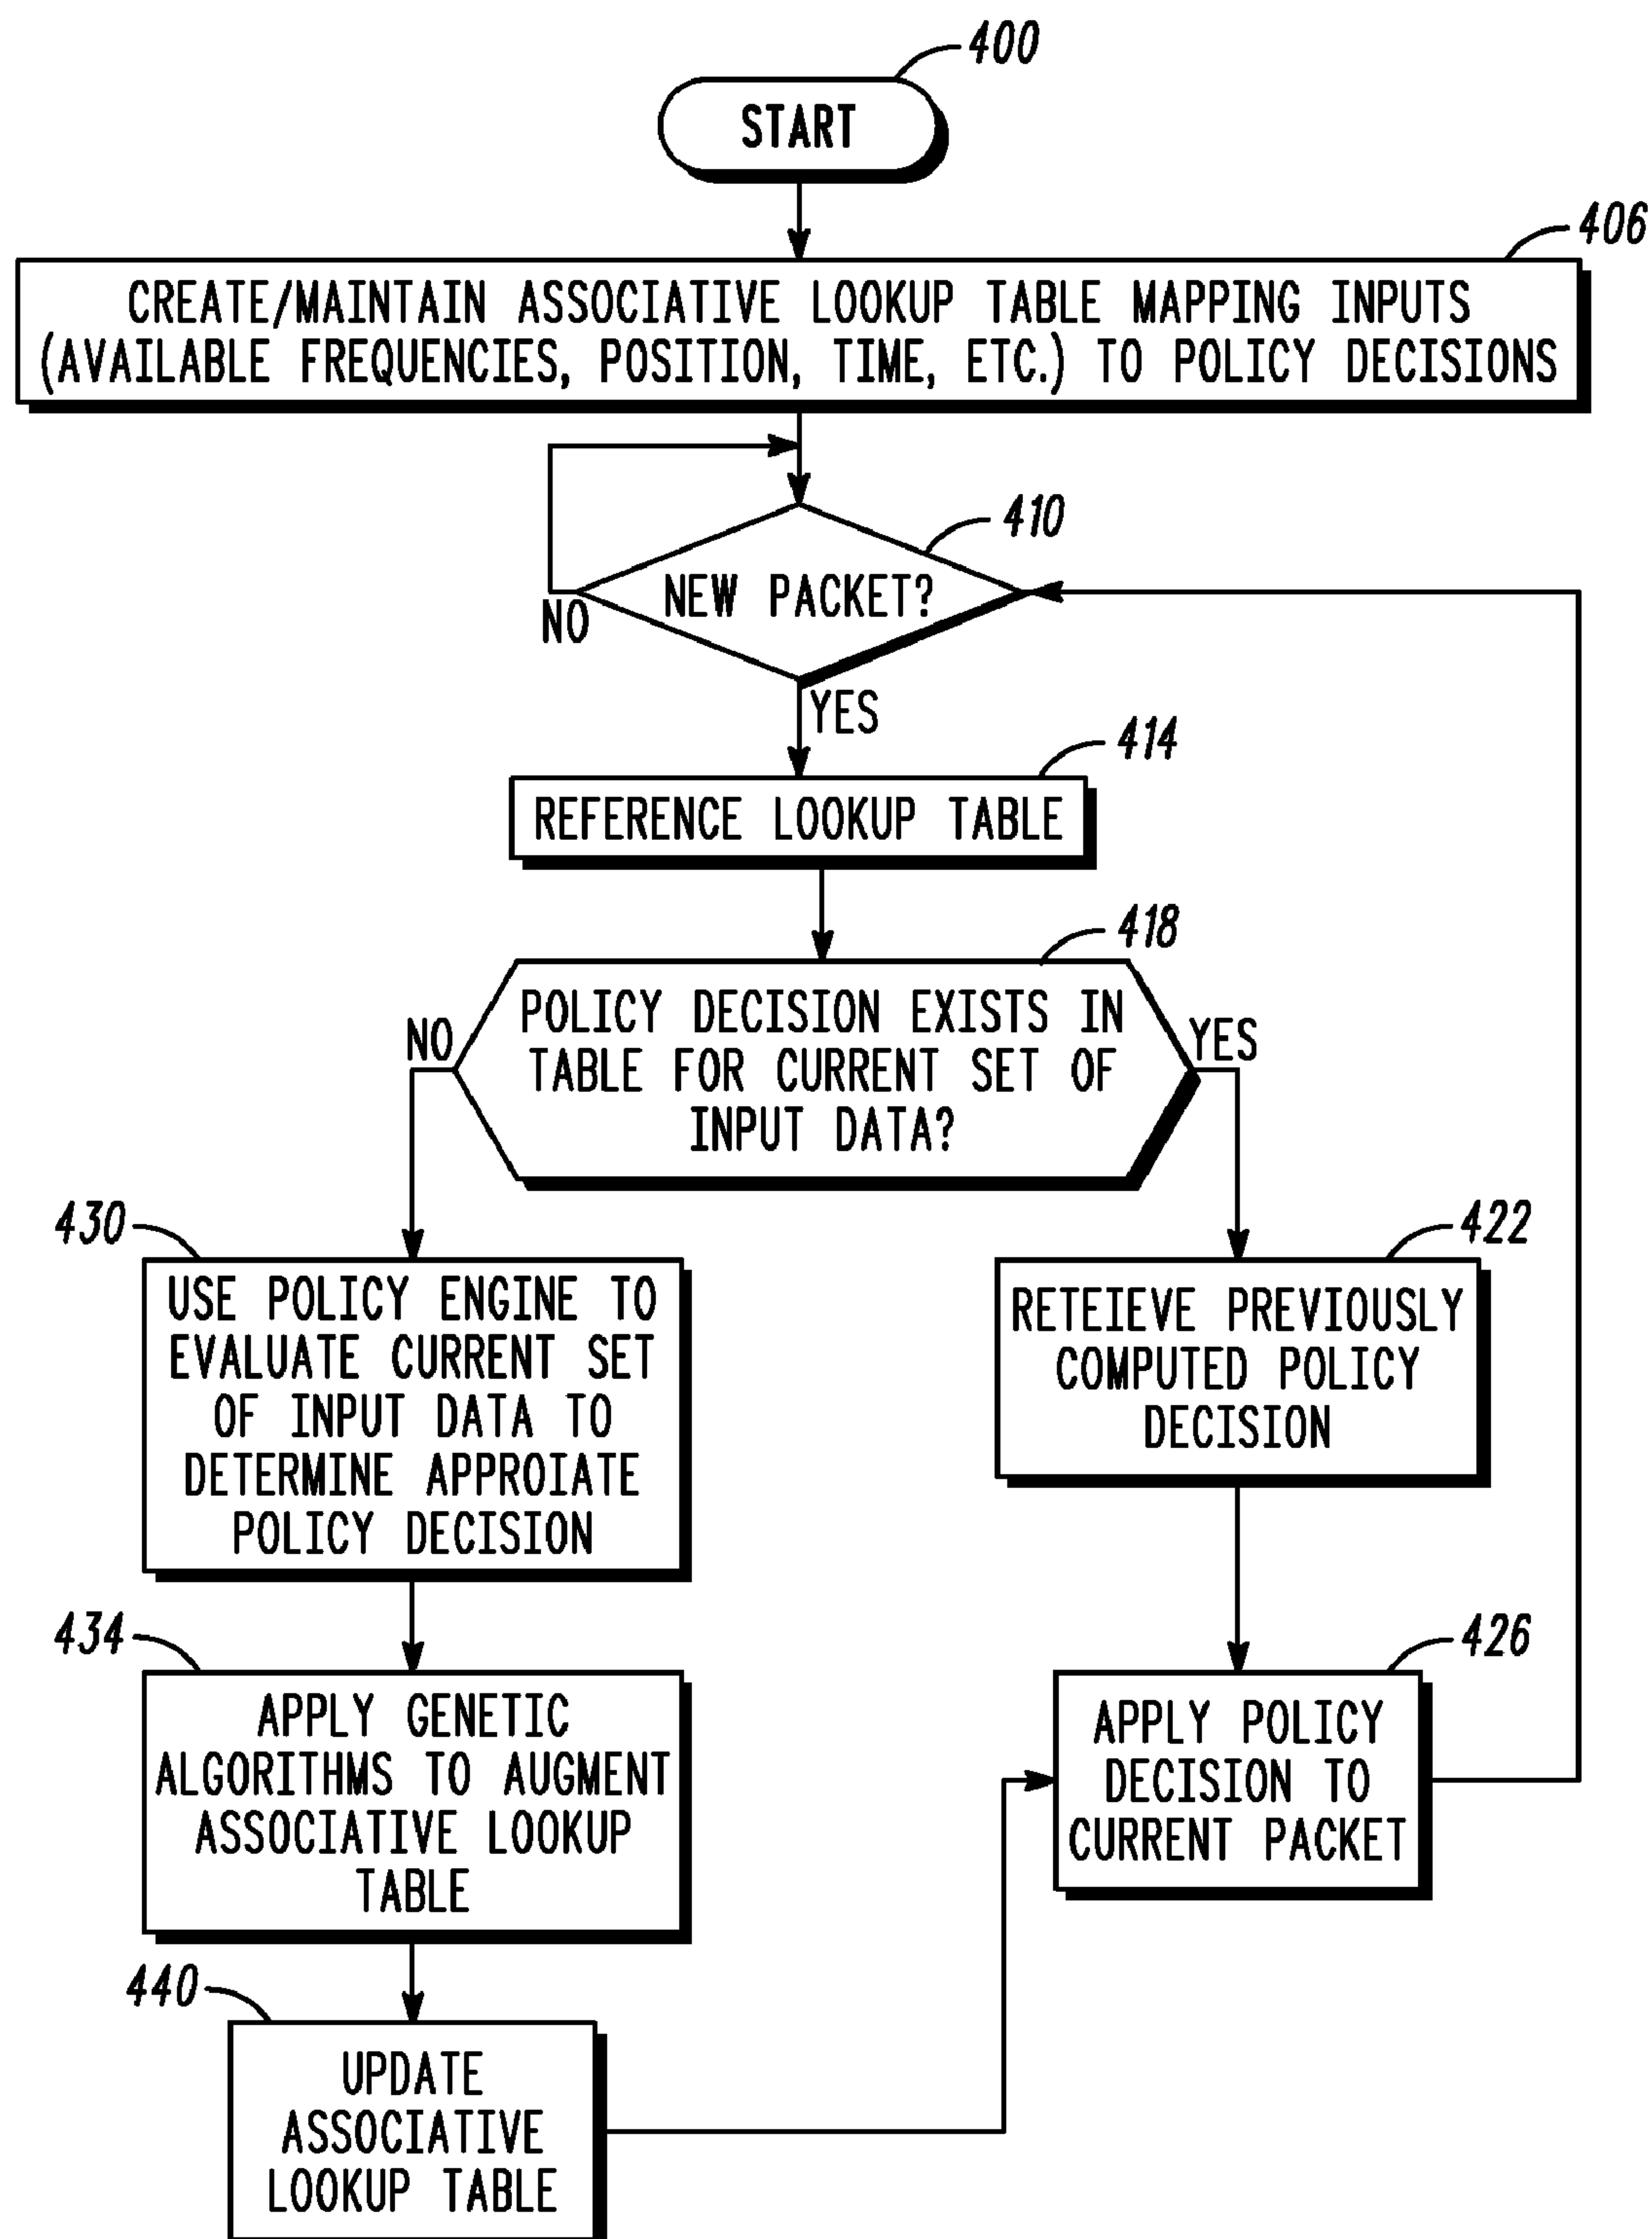 400
START
406
CREATE/MAINTAIN ASSOCIATIVE LOOKUP TABLE MAPPING INPUTS
(AVAILABLE FREQUENCIES, POSITION, TIME, ETC.) TO POLICY DECISIONS
410
NEW PACKET?
NO
YES
414
REFERENCE LOOKUP TABLE
418
POLICY DECISION EXISTS IN
TABLE FOR CURRENT SET OF
INPUT DATA?
NO
YES
430
USE POLICY ENGINE TO
EVALUATE CURRENT SET
OF INPUT DATA TO
DETERMINE APPROIATE
POLICY DECISION
422
RETEIEVE PREVIOUSLY
COMPUTED POLICY
DECISION
434
APPLY GENETIC
ALGORITHMS TO AUGMENT
ASSOCIATIVE LOOKUP
TABLE
426
APPLY POLICY
DECISION TO
CURRENT PACKET
440
UPDATE
ASSOCIATIVE
LOOKUP TABLE